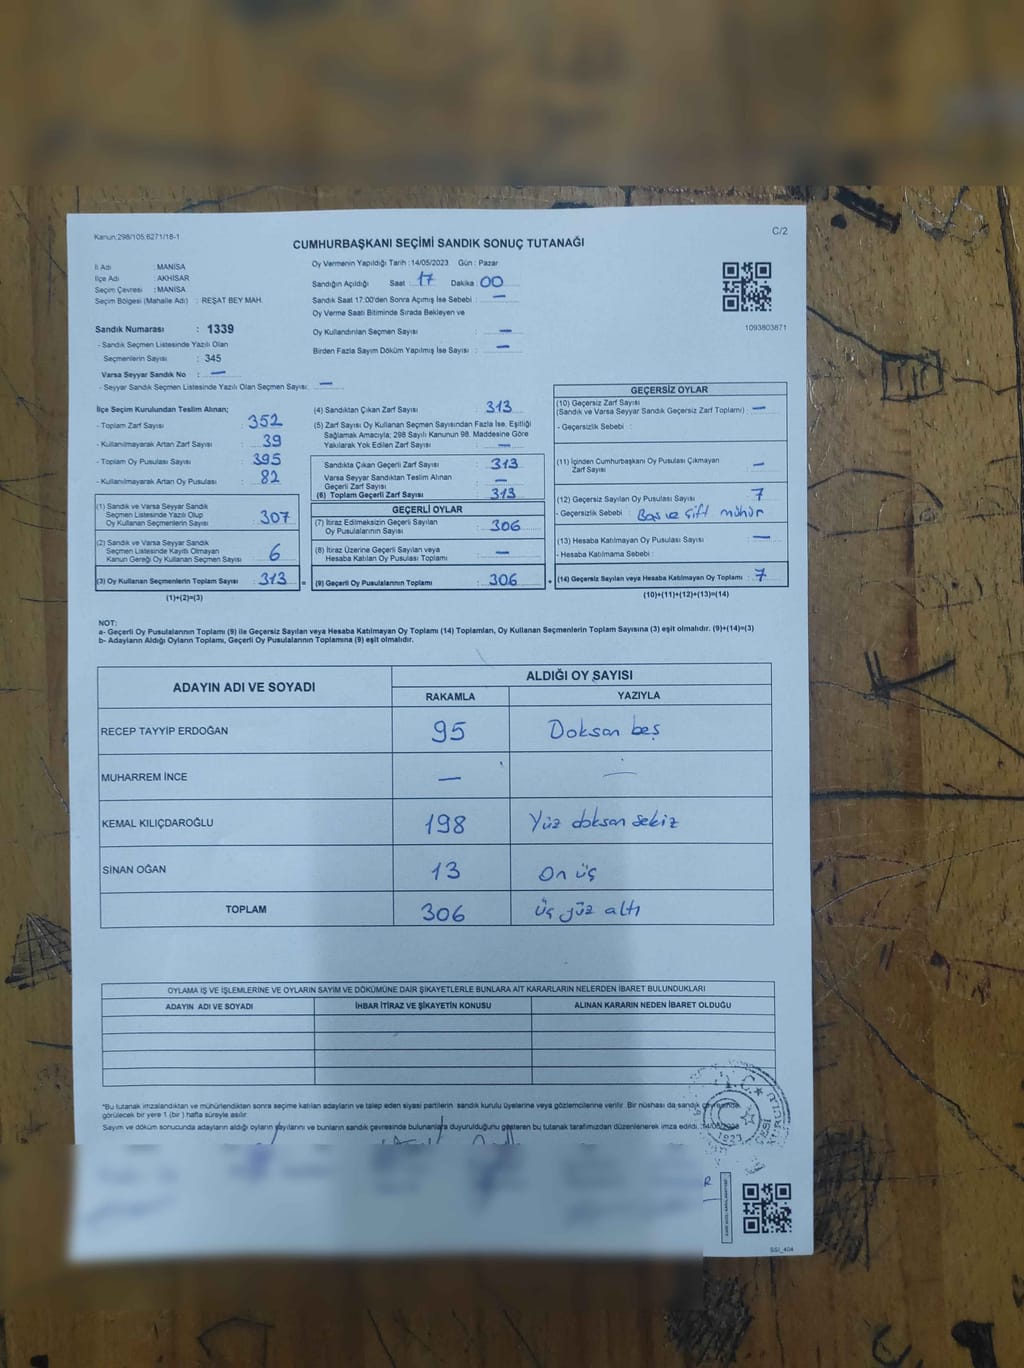 Kanun:298/105,6271/18-1
C/2
CUMHURBAŞKANI SEÇİMİ SANDIK SONUÇ TUTANAĞI
İl Adı : MANİSA
İlçe Adı : AKHİSAR
Seçim Çevresi : MANİSA
Seçim Bölgesi (Mahalle Adı) : REŞAT BEY MAH.
Oy Vermenin Yapıldığı Tarih :14/05/2023 Gün : Pazar
Sandığın Açıldığı Saat : 17 Dakika : 00
Sandık Saat 17:00'den Sonra Açımış İse Sebebi : —
Oy Verme Saati Bitiminde Sırada Bekleyen ve
Oy Kullandırılan Seçmen Sayısı : —
Birden Fazla Sayım Döküm Yapılmış İse Sayısı : —
1093803871
Sandık Numarası : 1339
- Sandık Seçmen Listesinde Yazılı Olan
Seçmenlerin Sayısı : 345
Varsa Seyyar Sandık No : —
- Seyyar Sandık Seçmen Listesinde Yazılı Olan Seçmen Sayısı: —
İlçe Seçim Kurulundan Teslim Alınan;
- Toplam Zarf Sayısı : 352
- Kullanılmayarak Artan Zarf Sayısı : 39
- Toplam Oy Pusulası Sayısı : 395
- Kullanılmayarak Artan Oy Pusulası : 82
(1) Sandık ve Varsa Seyyar Sandık
Seçmen Listesinde Yazılı Olup
Oy Kullanan Seçmenlerin Sayısı : 307
(2) Sandık ve Varsa Seyyar Sandık
Seçmen Listesinde Kayıtlı Olmayan
Kanun Gereği Oy Kullanan Seçmen Sayısı : 6
(3) Oy Kullanan Seçmenlerin Toplam Sayısı : 313
(1)+(2)=(3)
(4) Sandıktan Çıkan Zarf Sayısı : 313
(5) Zarf Sayısı Oy Kullanan Seçmen Sayısından Fazla İse, Eşitliği
Sağlamak Amacıyla; 298 Sayılı Kanunun 98. Maddesine Göre
Yakılarak Yok Edilen Zarf Sayısı : —
Sandıkta Çıkan Geçerli Zarf Sayısı : 313
Varsa Seyyar Sandıktan Teslim Alınan
Geçerli Zarf Sayısı : —
(6) Toplam Geçerli Zarf Sayısı : 313
GEÇERLİ OYLAR
(7) İtiraz Edilmeksizin Geçerli Sayılan
Oy Pusulalarının Sayısı : 306
(8) İtiraz Üzerine Geçerli Sayılan veya
Hesaba Katılan Oy Pusulası Toplamı : —
= (9) Geçerli Oy Pusulalarının Toplamı : 306
GEÇERSİZ OYLAR
(10) Geçersiz Zarf Sayısı
(Sandık ve Varsa Seyyar Sandık Geçersiz Zarf Toplamı) : —
- Geçersizlik Sebebi :
(11) İçinden Cumhurbaşkanı Oy Pusulası Çıkmayan
Zarf Sayısı : —
(12) Geçersiz Sayılan Oy Pusulası Sayısı : 7
- Geçersizlik Sebebi : Boş ve çift mühür
(13) Hesaba Katılmayan Oy Pusulası Sayısı : —
- Hesaba Katılmama Sebebi :
+ (14) Geçersiz Sayılan veya Hesaba Katılmayan Oy Toplamı : 7
(10)+(11)+(12)+(13)=(14)
NOT:
a- Geçerli Oy Pusulalarının Toplamı (9) ile Geçersiz Sayılan veya Hesaba Katılmayan Oy Toplamı (14) Toplamları, Oy Kullanan Seçmenlerin Toplam Sayısına (3) eşit olmalıdır. (9)+(14)=(3)
b- Adayların Aldığı Oyların Toplamı, Geçerli Oy Pusulalarının Toplamına (9) eşit olmalıdır.
ADAYIN ADI VE SOYADI
ALDIĞI OY SAYISI
RAKAMLA YAZIYLA
RECEP TAYYİP ERDOĞAN 95 Doksan beş
MUHARREM İNCE — —
KEMAL KILIÇDAROĞLU 198 Yüz doksan sekiz
SİNAN OĞAN 13 On üç
TOPLAM 306 üç yüz altı
OYLAMA İŞ VE İŞLEMLERİNE VE OYLARIN SAYIM VE DÖKÜMÜNE DAİR ŞİKAYETLERLE BUNLARA AİT KARARLARIN NELERDEN İBARET BULUNDUKLARI
ADAYIN ADI VE SOYADI İHBAR İTİRAZ VE ŞİKAYETİN KONUSU ALINAN KARARIN NEDEN İBARET OLDUĞU
*Bu tutanak imzalandıktan ve mühürlendikten sonra seçime katılan adayların ve talep eden siyasi partilerin sandık kurulu üyelerine veya gözlemcilerine verilir. Bir nüshası da sandık çevresinde
görülecek bir yere 1 (bir ) hafta süreyle asılır.
Sayım ve döküm sonucunda adayların aldığı oyların sayılarını ve bunların sandık çevresinde bulunanlara duyurulduğunu gösteren bu tutanak tarafımızdan düzenlenerek imza edildi.
1923
SSI_404